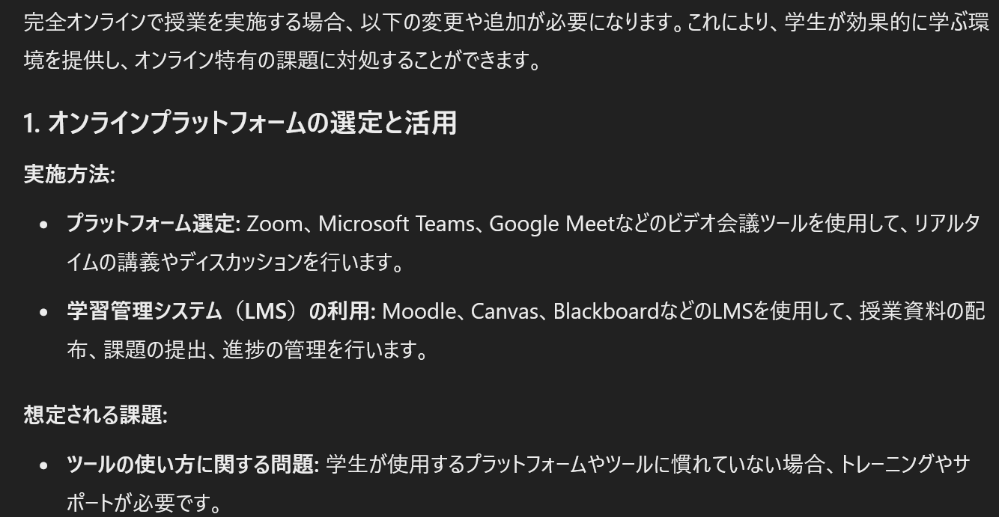 完全オンラインで授業を実施する場合、以下の変更や追加が必要になります。これにより、学生が効果的に学ぶ環
境を提供し、オンライン特有の課題に対処することができます。
1. オンラインプラットフォームの選定と活用
実施方法:
• プラットフォーム選定: Zoom、Microsoft Teams、Google Meetなどのビデオ会議ツールを使用して、リアルタ
イムの講義やディスカッションを行います。
• 学習管理システム（LMS）の利用: Moodle、Canvas、BlackboardなどのLMSを使用して、授業資料の配
布、課題の提出、進捗の管理を行います。
想定される課題:
• ツールの使い方に関する問題: 学生が使用するプラットフォームやツールに慣れていない場合、トレーニングやサ
ポートが必要です。